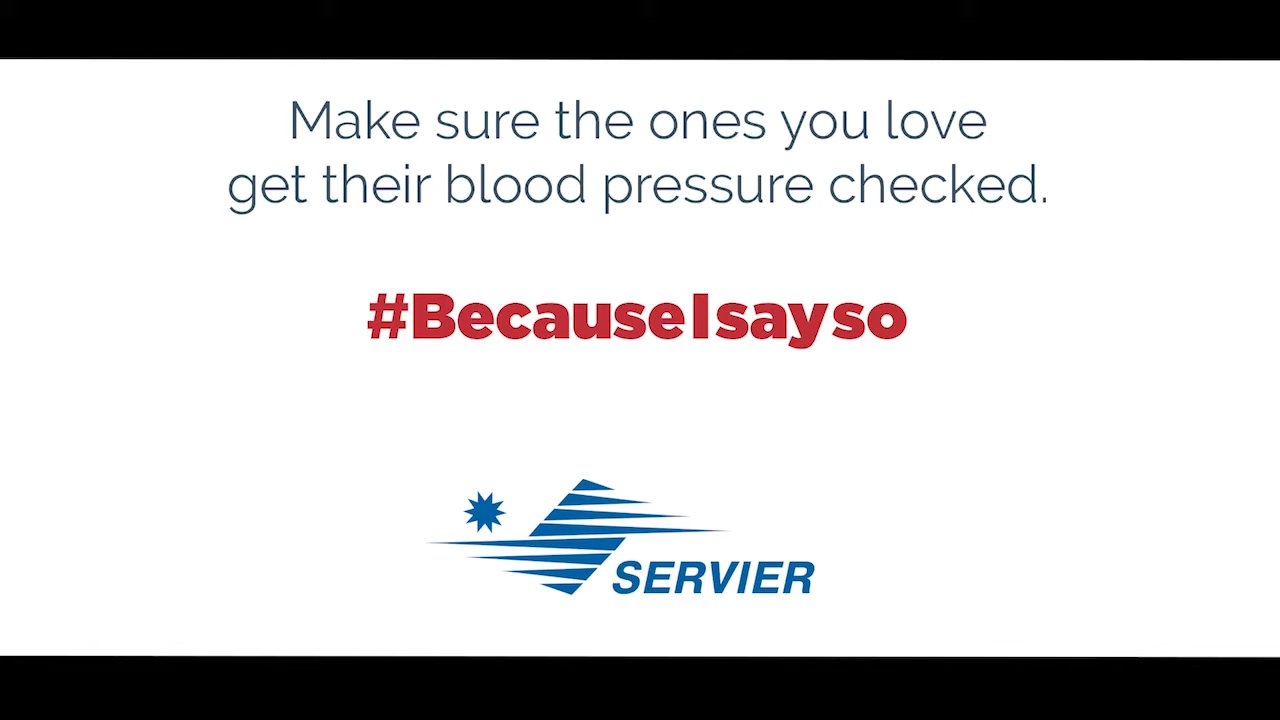 Make sure the ones you love
get their blood pressure checked.
#BecauseIsayso
SERVIER